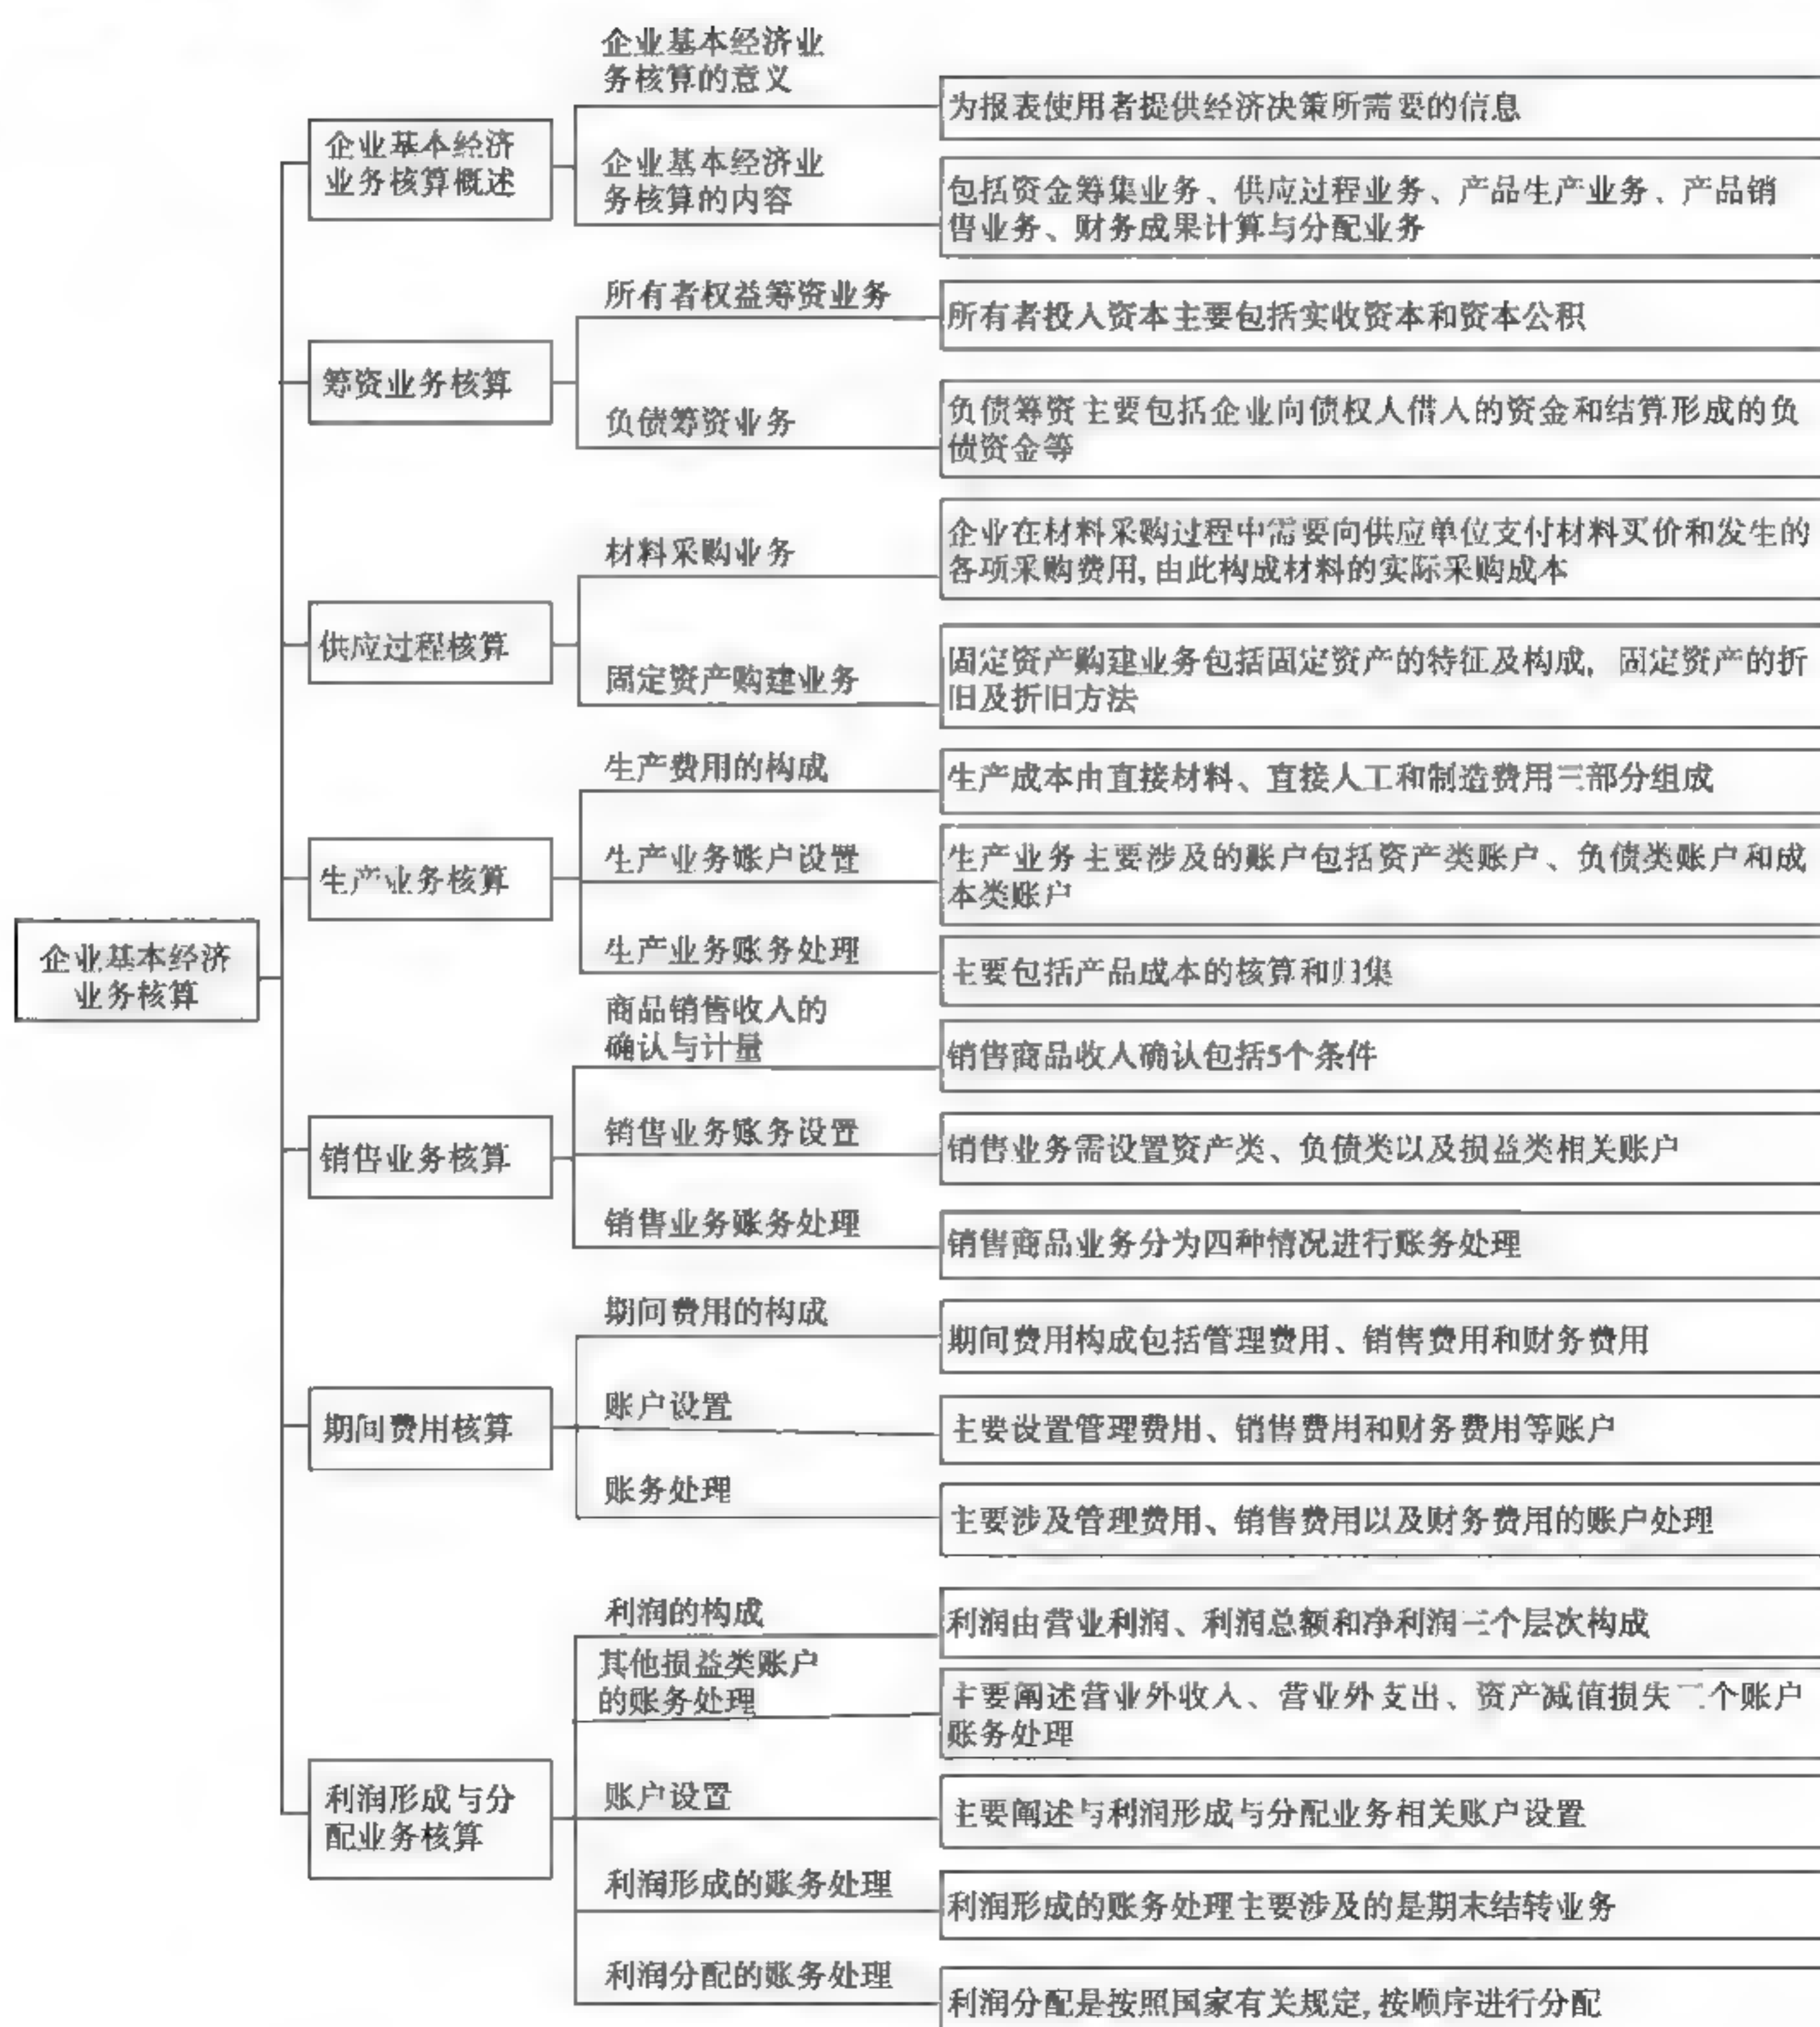 企业基本经济业
务核算的意义
为报表使用者提供经济决策所需要的信息
企业基本经济
业务核算概述
企业基本经济业
务核算的内容
包括资金筹集业务、供应过程业务、产品生产业务、产品销
售业务、财务成果计算与分配业务
所有者权益筹资业务
所有者投人资本主要包括实收资本和资本公积
筹资业务核算
负债筹资业务
负债筹资主要包括企业向债权人借人的资金和结算形成的负
债资金等
材料采购业务
企业在材料采购过程中需要向供应单位支付材料买价和发生的
各项采购费用,由此构成材料的实际采购成本
供应过程核算
固定资产购建业务
固定资产购建业务包括固定资产的特征及构成, 固定资产的折
旧及折旧方法
生产费用的构成
生产成本由直接材料、直接人工和制造费用三部分组成
生产业务核算
生产业务账户设置
生产业务主要涉及的账户包括资产类账户、负债类账户和成
本类账户
生产业务账务处理
主要包括产品成本的核算和归集
企业基本经济
业务核算
商品销售收人的
确认与计量
销售商品收人确认包括5个条件
销售业务核算
销售业务账务设置
销售业务需设置资产类、负债类以及损益类相关账户
销售业务账务处理
销售商品业务分为四种情况进行账务处理
期间费用的构成
期间费用构成包括管理费用、销售费用和财务费用
期间费用核算
账户设置
主要设置管理费用、销售费用和财务费用等账户
账务处理
主要涉及管理费用、销售费用以及财务费用的账户处理
利润的构成
利润由营业利润、利润总额和净利润三个层次构成
其他损益类账户
的账务处理
主要阐述营业外收人、营业外支出、资产减值损失三个账户
账务处理
利润形成与分
配业务核算
账户设置
主要阐述与利润形成与分配业务相关账户设置
利润形成的账务处理
利润形成的账务处理主要涉及的是期末结转业务
利润分配的账务处理
利润分配是按照国家有关规定,按顺序进行分配